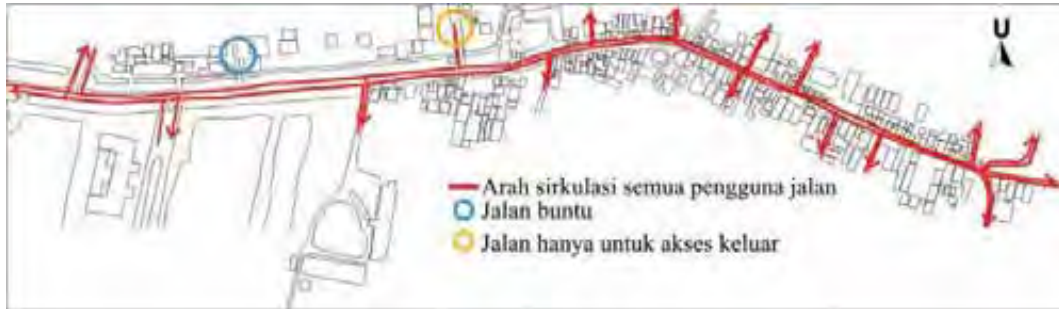 U
Arah sirkulasi semua pengguna jalan
Jalan buntu
Jalan hanya untuk akses keluar